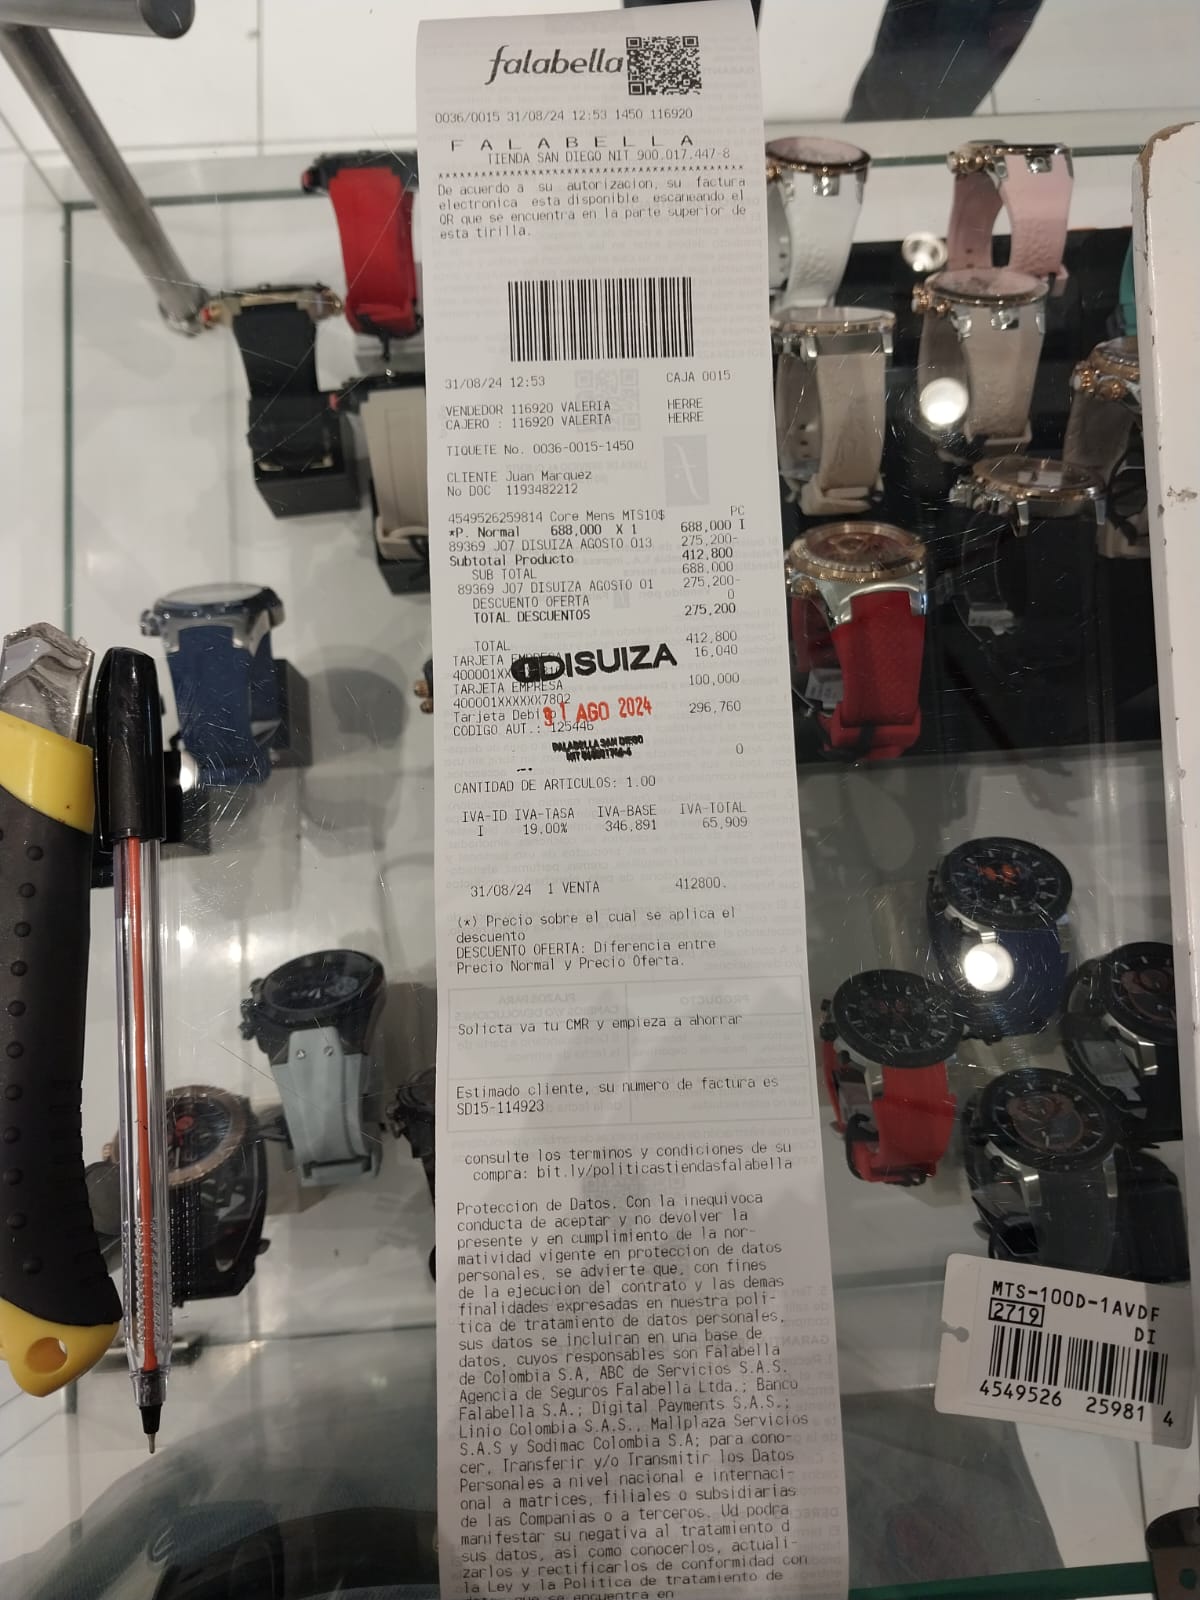 falabella
0036/0015 31/08/24 12:53 1450 116920
F A L A B E L L A
TIENDA SAN DIEGO NIT 900.017.447-8
De acuerdo a su autorizacion, su factura
electronica esta disponible escaneando el
QR que se encuentra en la parte superior de
esta tirilla.
31/08/24 12:53 CAJA 0015
VENDEDOR 116920 VALERIA HERRE
CAJERO : 116920 VALERIA HERRE
TIQUETE No. 0036-0015-1450
CLIENTE Juan Marquez
No DOC 1193482212
PC
4549526259814 Core Mens MTS10$
*P. Normal 688,000 X 1 688,000 I
89369 J07 DISUIZA AGOSTO 013 275,200-
Subtotal Producto 412,800
SUB TOTAL 688,000
89369 J07 DISUIZA AGOSTO 01 275,200-
DESCUENTO OFERTA 0
TOTAL DESCUENTOS 275,200
TOTAL 412,800
TARJETA EMPRESA 16,040
400001XX
DISUIZA
TARJETA EMPRESA 100,000
400001XXXXXX7802
Tarjeta Debi 296,760
31 AGO 2024
CODIGO AUT.: 125446
FALABELLA SAN DIEGO
0
CANTIDAD DE ARTICULOS: 1.00
IVA-ID IVA-TASA IVA-BASE IVA-TOTAL
I 19.00% 346,891 65,909
31/08/24 1 VENTA 412800.
(*) Precio sobre el cual se aplica el
descuento
DESCUENTO OFERTA: Diferencia entre
Precio Normal y Precio Oferta.
Solicta ya tu CMR y empieza a ahorrar
Estimado cliente, su numero de factura es
SD15-114923
consulte los terminos y condiciones de su
compra: bit.ly/politicastiendasfalabella
Proteccion de Datos. Con la inequivoca
conducta de aceptar y no devolver la
presente y en cumplimiento de la nor-
matividad vigente en proteccion de datos
personales, se advierte que, con fines
de la ejecucion del contrato y las demas
finalidades expresadas en nuestra poli-
tica de tratamiento de datos personales,
sus datos se incluiran en una base de
datos, cuyos responsables son Falabella
de Colombia S.A, ABC de Servicios S.A.S.
Agencia de Seguros Falabella Ltda.; Banco
Falabella S.A.; Digital Payments S.A.S.;
Linio Colombia S.A.S., Mallplaza Servicios
S.A.S y Sodimac Colombia S.A; para cono-
cer, Transferir y/o Transmitir los Datos
Personales a nivel nacional e internaci-
onal a matrices, filiales o subsidiarias
de las Companias o a terceros. Ud podra
manifestar su negativa al tratamiento d
sus datos, asi como conocerlos, actuali-
zarlos y rectificarlos de conformidad con
la Ley y la Politica de tratamiento de
datos que se encuentra en
MTS-100D-1AVDF
2719 DI
4549526 25981 4